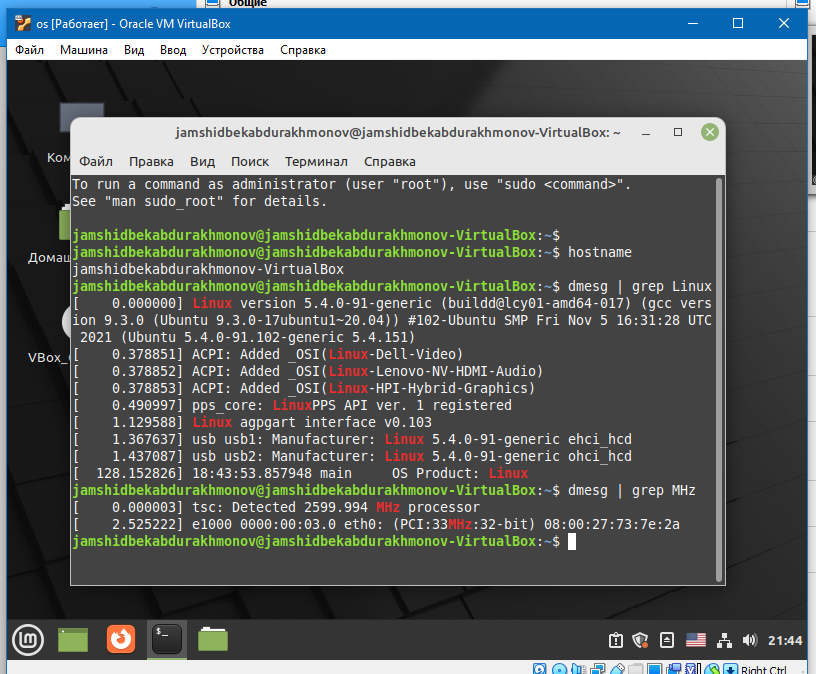 Общие
os [Работает] - Oracle VM VirtualBox
Файл Машина Вид Ввод Устройства Справка
jamshidbekabdurakhmonov@jamshidbekabdurakhmonov-VirtualBox: ~
Файл Правка Вид Поиск Терминал Справка
To run a command as administrator (user "root"), use "sudo <command>".
See "man sudo_root" for details.
jamshidbekabdurakhmonov@jamshidbekabdurakhmonov-VirtualBox:~$
jamshidbekabdurakhmonov@jamshidbekabdurakhmonov-VirtualBox:~$ hostname
jamshidbekabdurakhmonov-VirtualBox
jamshidbekabdurakhmonov@jamshidbekabdurakhmonov-VirtualBox:~$ dmesg | grep Linux
[    0.000000] Linux version 5.4.0-91-generic (buildd@lcy01-amd64-017) (gcc vers
ion 9.3.0 (Ubuntu 9.3.0-17ubuntu1~20.04)) #102-Ubuntu SMP Fri Nov 5 16:31:28 UTC
2021 (Ubuntu 5.4.0-91.102-generic 5.4.151)
[    0.378851] ACPI: Added _OSI(Linux-Dell-Video)
[    0.378852] ACPI: Added _OSI(Linux-Lenovo-NV-HDMI-Audio)
[    0.378853] ACPI: Added _OSI(Linux-HPI-Hybrid-Graphics)
[    0.490997] pps_core: LinuxPPS API ver. 1 registered
[    1.129588] Linux agpgart interface v0.103
[    1.367637] usb usb1: Manufacturer: Linux 5.4.0-91-generic ehci_hcd
[    1.437087] usb usb2: Manufacturer: Linux 5.4.0-91-generic ohci_hcd
[  128.152826] 18:43:53.857948 main     OS Product: Linux
jamshidbekabdurakhmonov@jamshidbekabdurakhmonov-VirtualBox:~$ dmesg | grep MHz
[    0.000003] tsc: Detected 2599.994 MHz processor
[    2.525222] e1000 0000:00:03.0 eth0: (PCI:33MHz:32-bit) 08:00:27:73:7e:2a
jamshidbekabdurakhmonov@jamshidbekabdurakhmonov-VirtualBox:~$
Ком
Домаш
VBox_
21:44
Right Ctrl